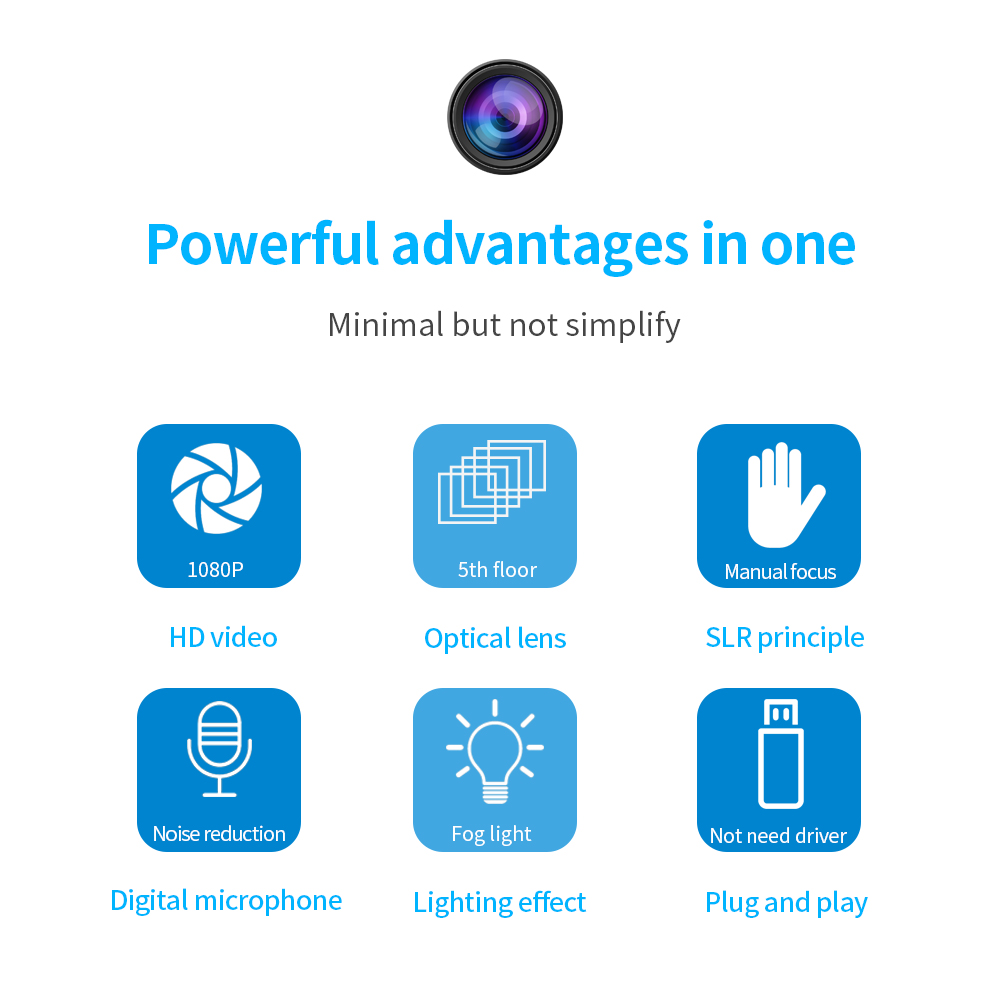 Powerful advantages in one
Minimal but not simplify
1080P
5th floor
Manual focus
HD video
Optical lens
SLR principle
Noise reduction
Fog light
Not need driver
Digital microphone
Lighting effect
Plug and play